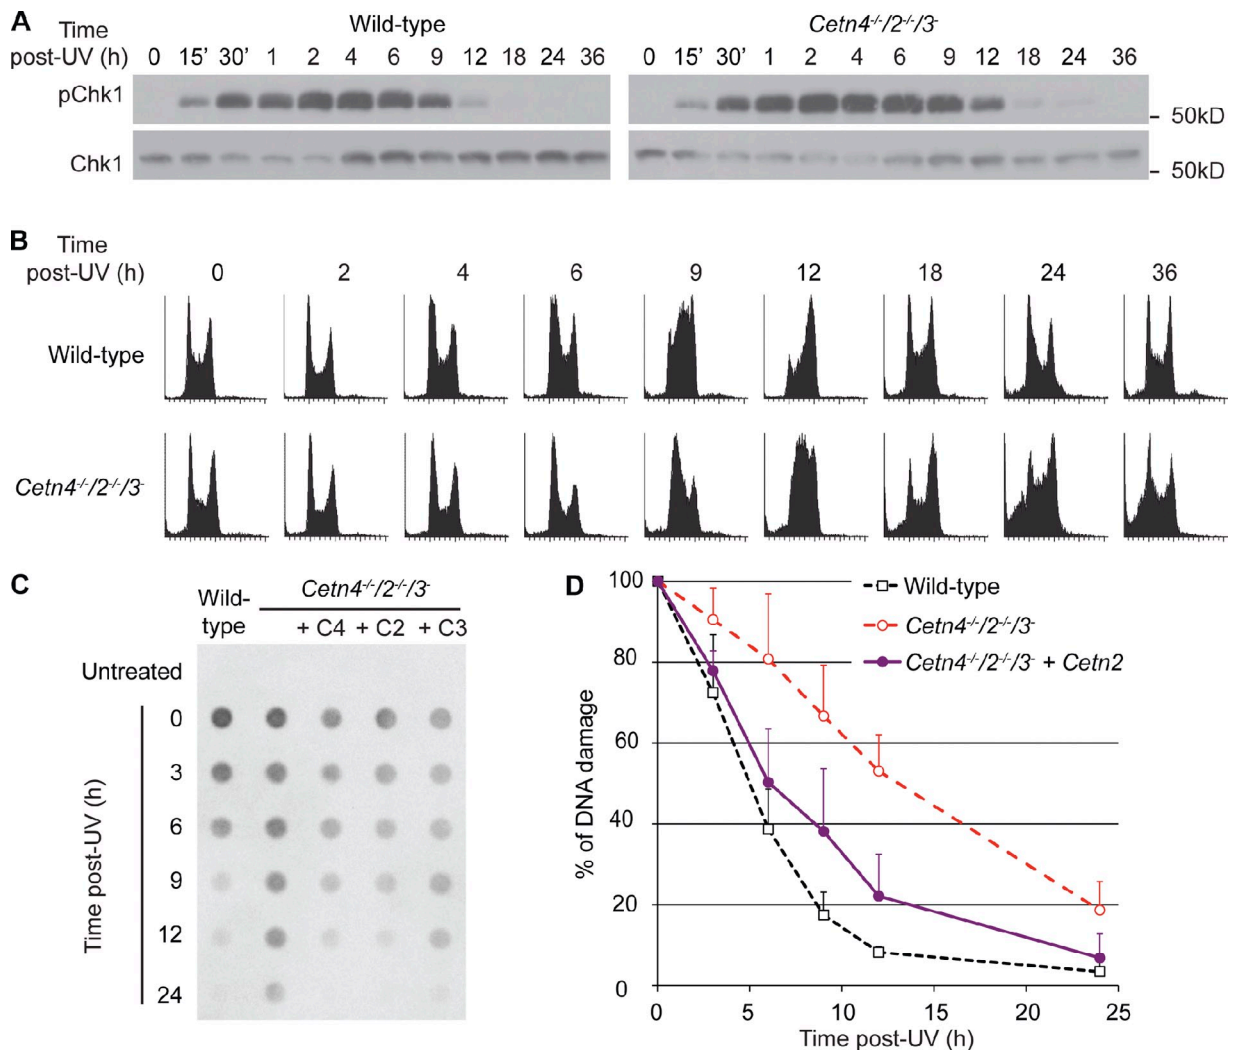 A Time Wild-type Cetn4-/-/2-/-/3-
post-UV (h) 0 15’ 30’ 1 2 4 6 9 12 18 24 36 0 15’ 30’ 1 2 4 6 9 12 18 24 36
pChk1
50kD
Chk1
50kD
B Time
post-UV (h) 0 2 4 6 9 12 18 24 36
Wild-type
Cetn4-/-/2-/-/3-
C Wild-type Cetn4-/-/2-/-/3-
+ C4 + C2 + C3
Untreated
0
3
6
9
12
24
Time post-UV (h)
D
Wild-type
Cetn4-/-/2-/-/3-
Cetn4-/-/2-/-/3- + Cetn2
% of DNA damage
100
80
60
40
20
0
0 5 10 15 20 25
Time post-UV (h)